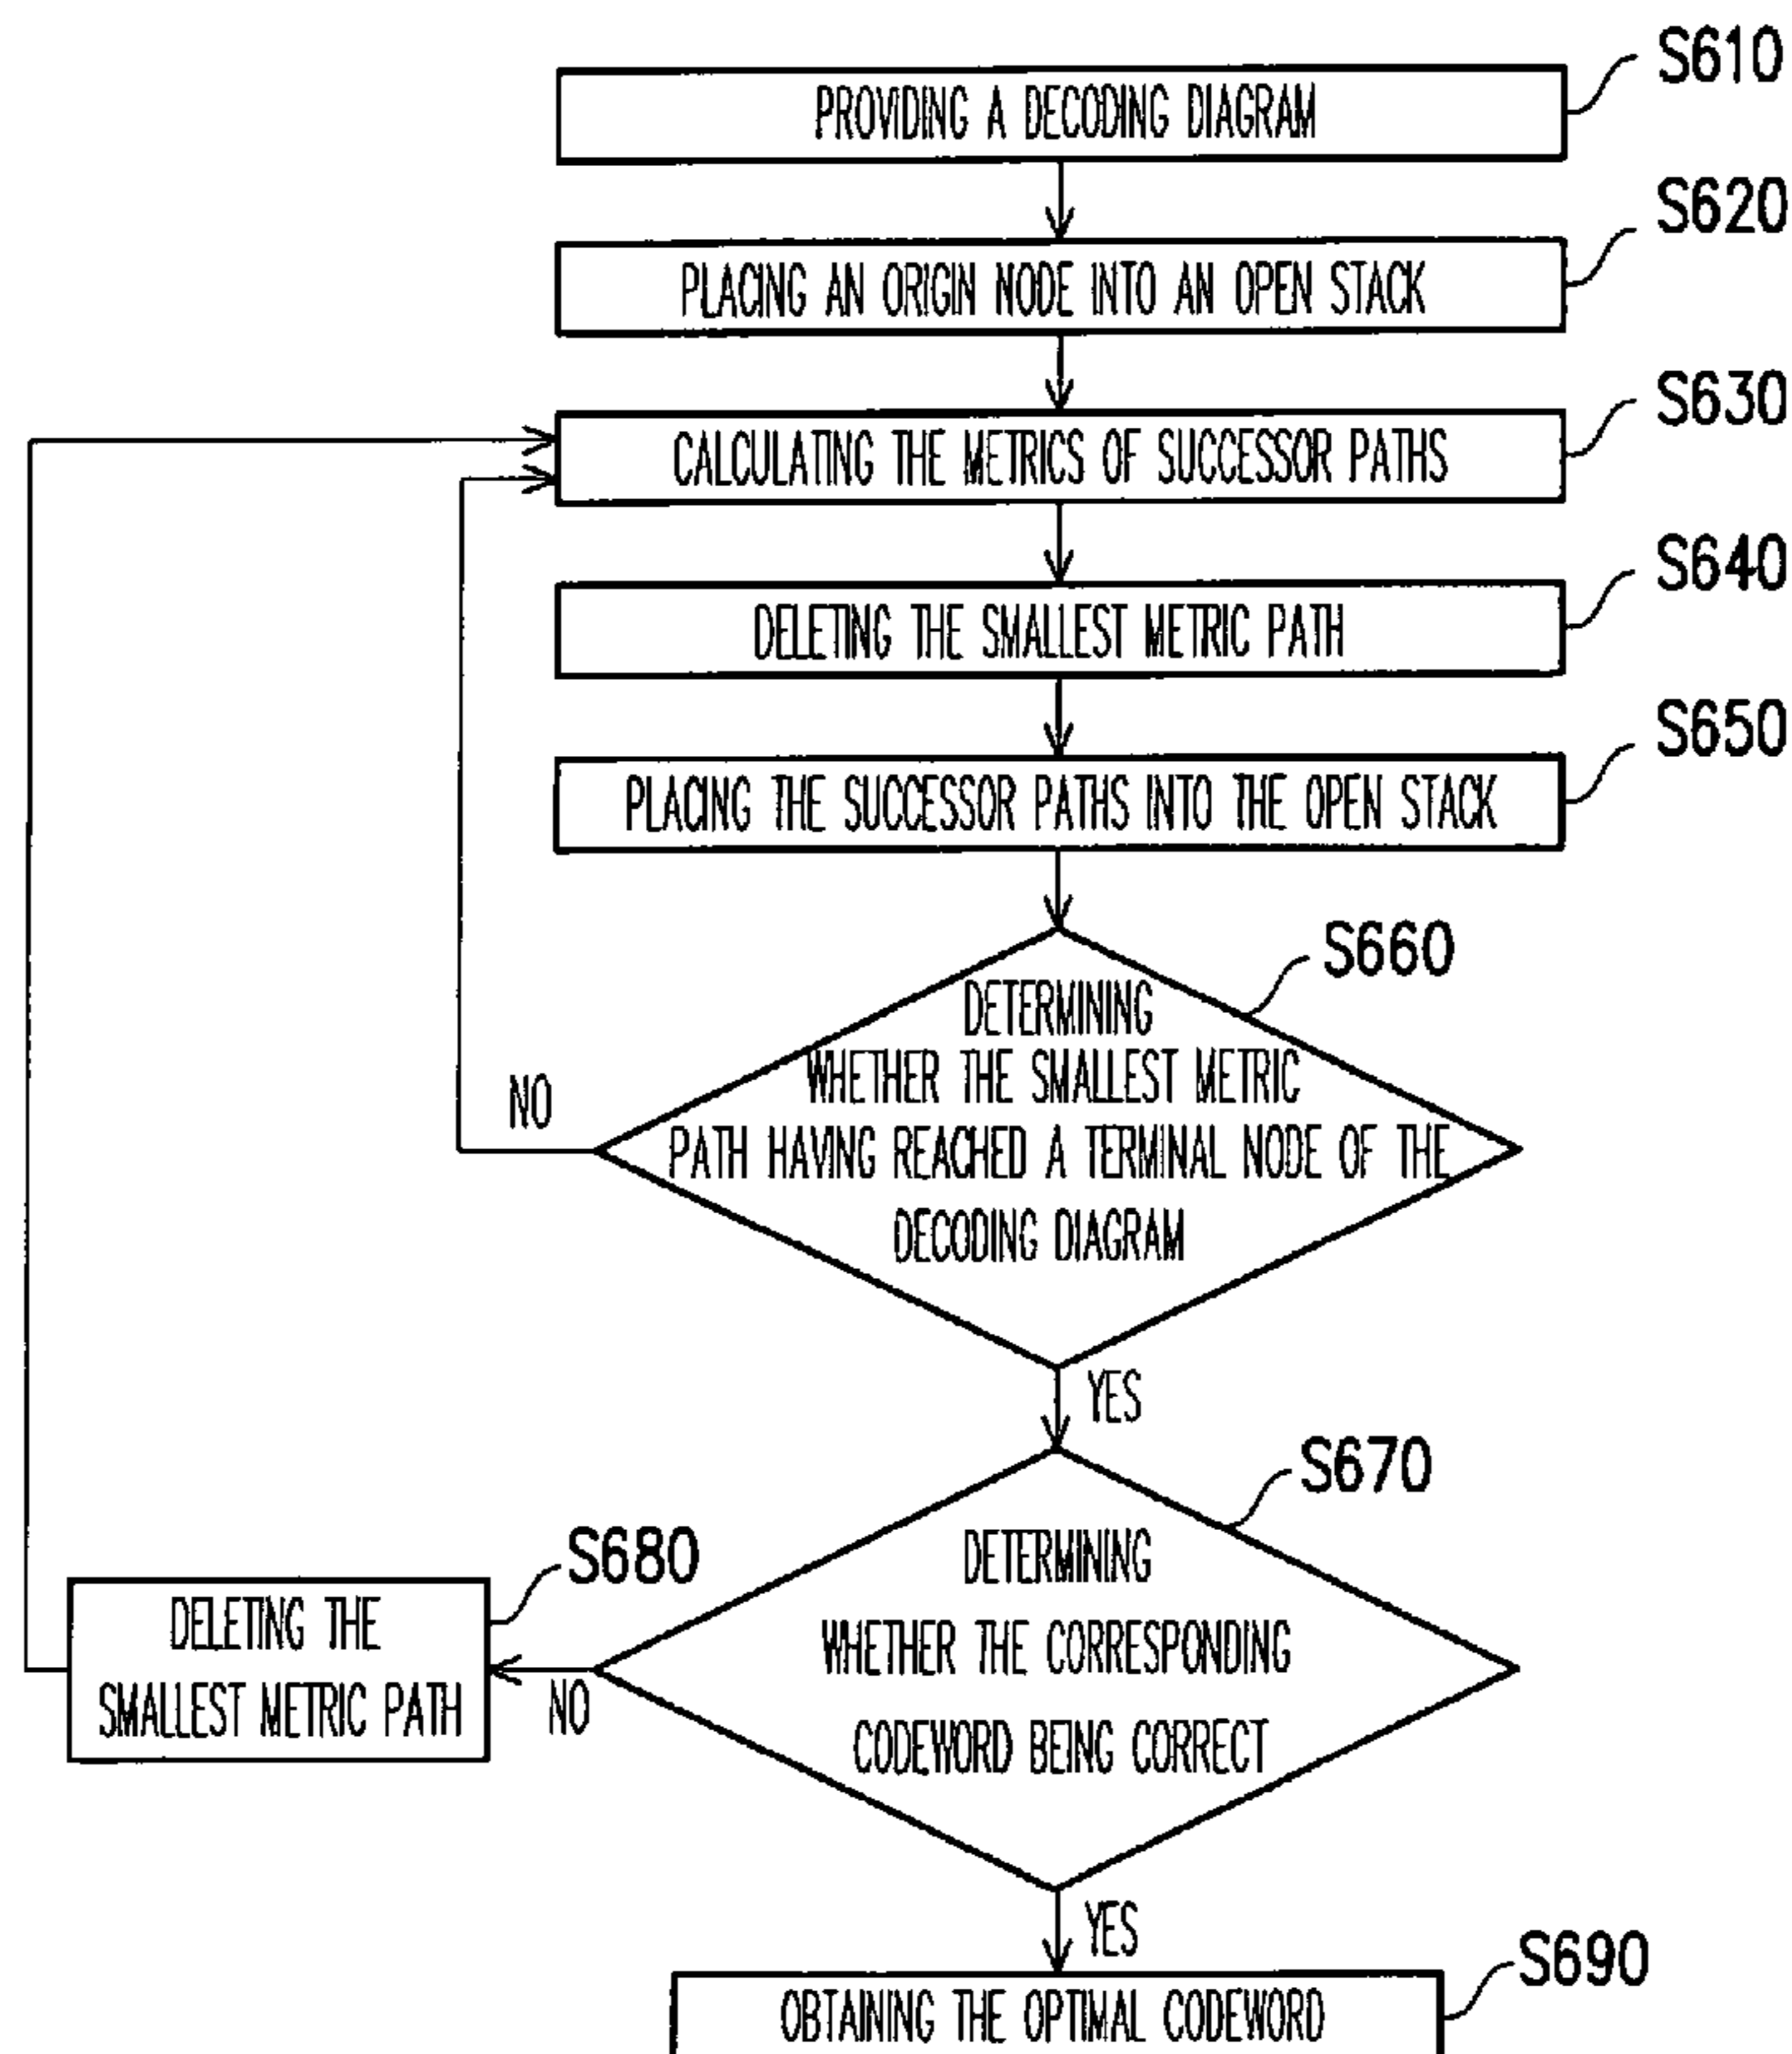 S610
PROVIDING A DECODING DIAGRAM
S620
PLACING AN ORIGIN NODE INTO AN OPEN STACK
S630
CALCULATING THE METRICS OF SUCCESSOR PATHS
S640
DELETING THE SMALLEST METRIC PATH
S650
PLACING THE SUCCESSOR PATHS INTO THE OPEN STACK
S660
DETERMINING
WHETHER THE SMALLEST METRIC
PATH HAVING REACHED A TERMINAL NODE OF THE
DECODING DIAGRAM
NO
YES
S670
DETERMINING
WHETHER THE CORRESPONDING
CODEWORD BEING CORRECT
NO
S680
DELETING THE
SMALLEST METRIC PATH
YES
S690
OBTAINING THE OPTIMAL CODEWORD